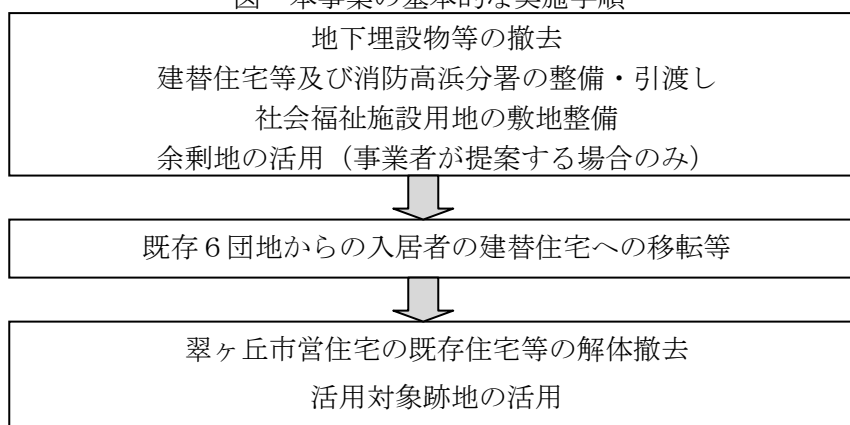 図 本事業の基本的な実施手順
地下埋設物等の撤去
建替住宅等及び消防高浜分署の整備・引渡し
社会福祉施設用地の敷地整備
余剰地の活用（事業者が提案する場合のみ）
既存６団地からの入居者の建替住宅への移転等
翠ヶ丘市営住宅の既存住宅等の解体撤去
活用対象跡地の活用